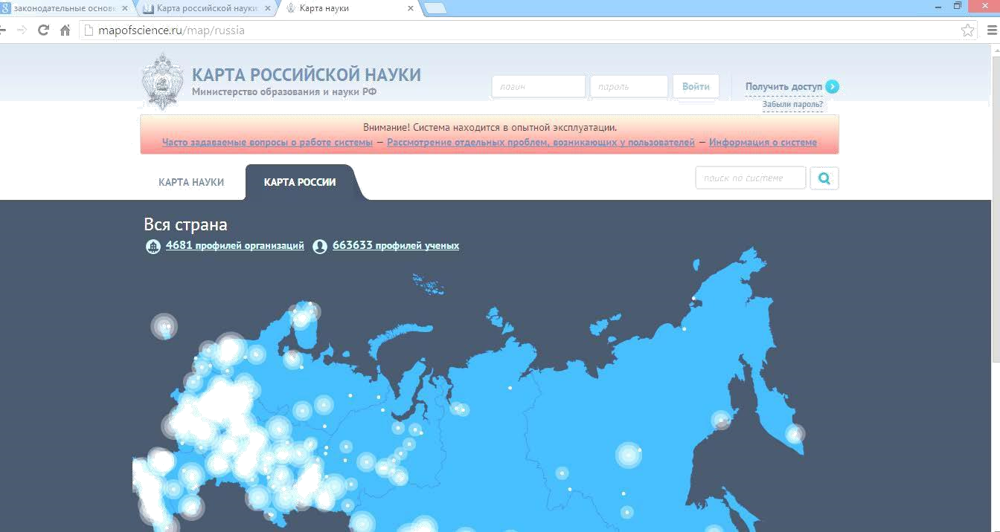 законодательные основ
Карта российской науки
Карта науки
mapofscience.ru/map/russia
КАРТА РОССИЙСКОЙ НАУКИ
Министерство образования и науки РФ
логин
пароль
Войти
Получить доступ
Забыли пароль?
Внимание! Система находится в опытной эксплуатации.
Часто задаваемые вопросы о работе системы — Рассмотрение отдельных проблем, возникающих у пользователей — Информация о системе
КАРТА НАУКИ
КАРТА РОССИИ
поиск по системе
Вся страна
4681 профилей организаций
663633 профилей ученых